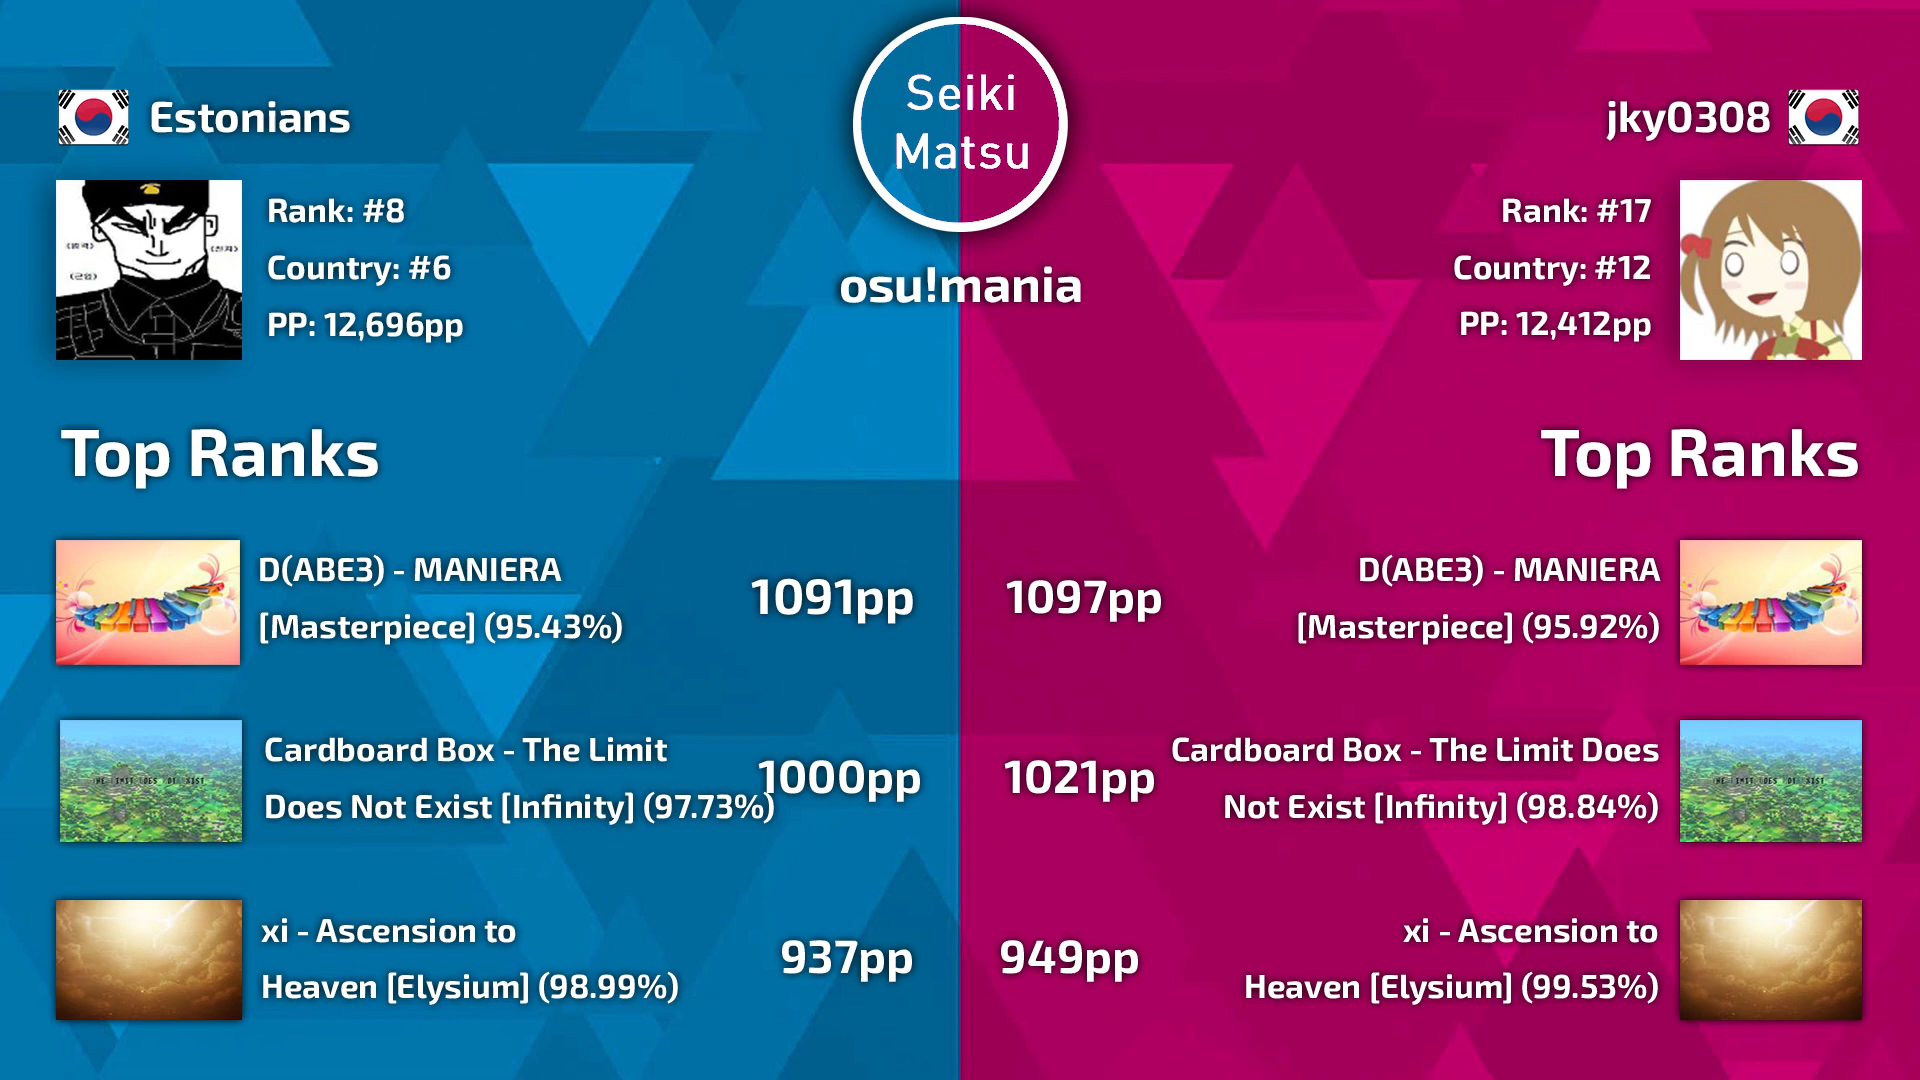 Seiki
Matsu
osu!mania
Estonians
Rank: #8
Country: #6
PP: 12,696pp
Top Ranks
D(ABE3) - MANIERA
[Masterpiece] (95.43%)
1091pp
Cardboard Box - The Limit
Does Not Exist [Infinity] (97.73%)
1000pp
xi - Ascension to
Heaven [Elysium] (98.99%)
937pp
jky0308
Rank: #17
Country: #12
PP: 12,412pp
Top Ranks
1097pp
D(ABE3) - MANIERA
[Masterpiece] (95.92%)
1021pp
Cardboard Box - The Limit Does
Not Exist [Infinity] (98.84%)
949pp
xi - Ascension to
Heaven [Elysium] (99.53%)